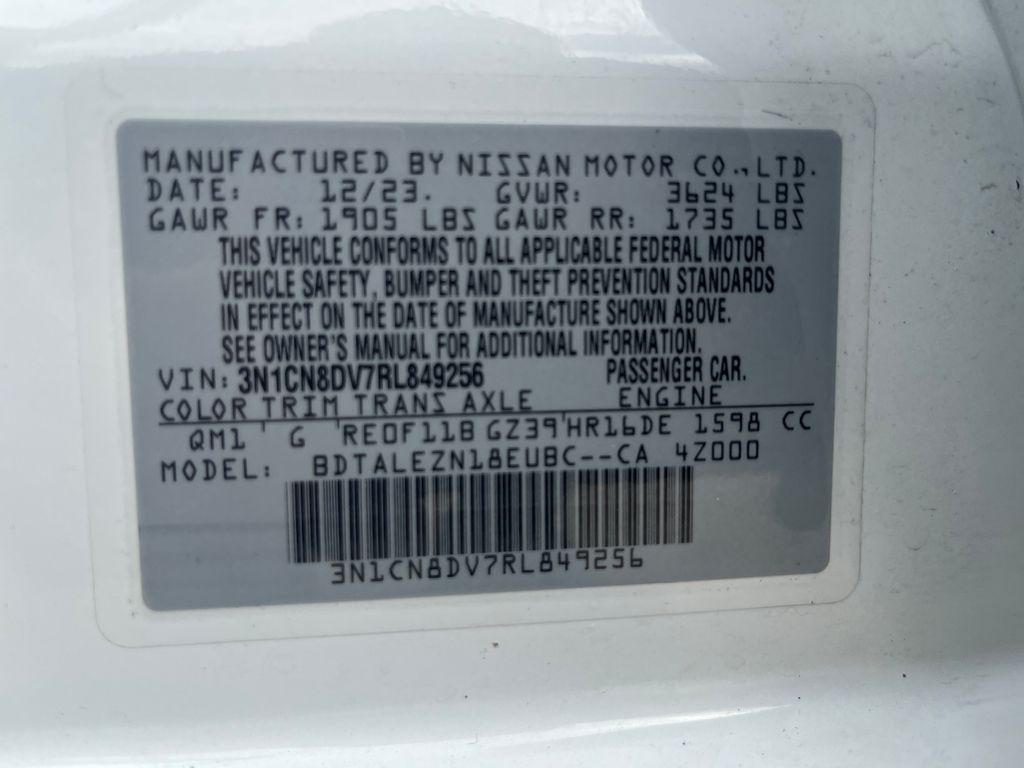 MANUFACTURED BY NISSAN MOTOR CO.,LTD.
DATE: 12/23. GVWR: 3624 LBS
GAWR FR: 1905 LBS GAWR RR: 1735 LBS
THIS VEHICLE CONFORMS TO ALL APPLICABLE FEDERAL MOTOR
VEHICLE SAFETY, BUMPER AND THEFT PREVENTION STANDARDS
IN EFFECT ON THE DATE OF MANUFACTURE SHOWN ABOVE.
SEE OWNER'S MANUAL FOR ADDITIONAL INFORMATION.
VIN: 3N1CN8DV7RL849256 PASSENGER CAR.
COLOR TRIM TRANS AXLE ENGINE
QM1 ' G ' RE0F11B GZ39 ' HR16DE 1598 CC
MODEL: BDTALEZN18EUBC--CA 4Z000
3N1CN8DV7RL849256